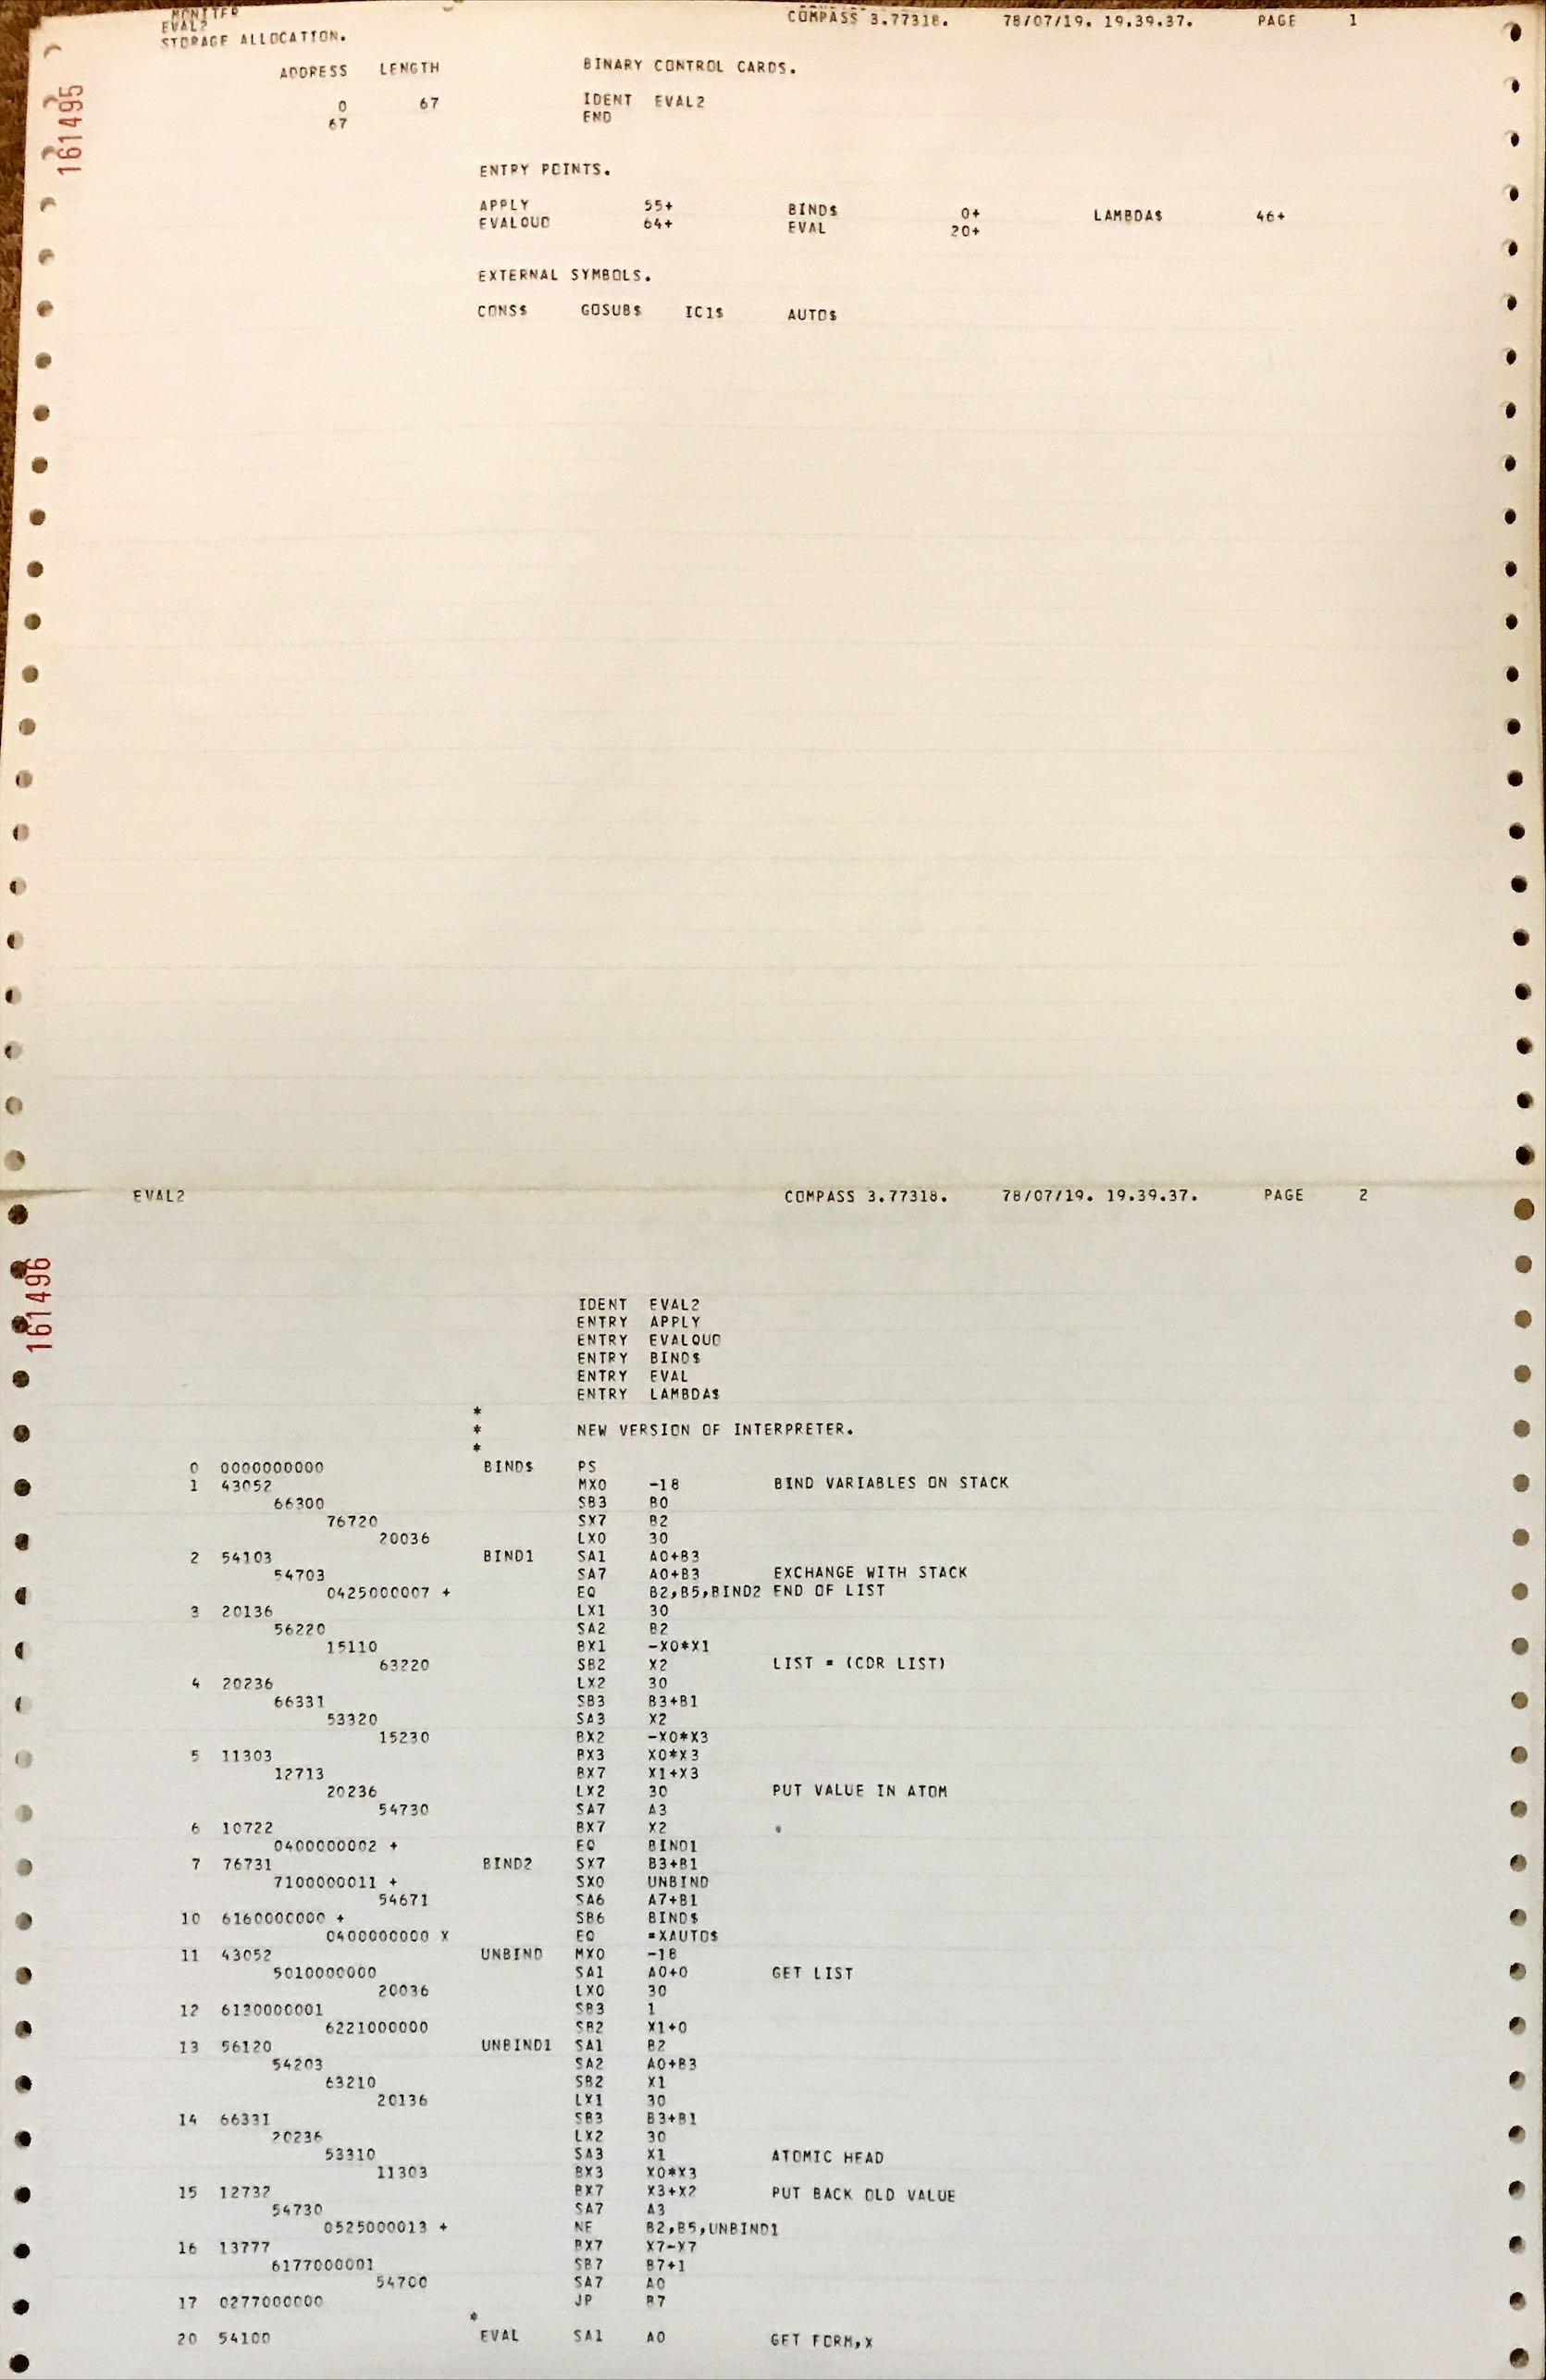 MONITER
EVAL2 COMPASS 3.77318. 78/07/19. 19.39.37. PAGE 1
STORAGE ALLOCATION.
ADDRESS LENGTH BINARY CONTROL CARDS.
0 67 IDENT EVAL2
67 END
161495
ENTRY POINTS.
APPLY 55+ BIND$ 0+ LAMBDA$ 46+
EVALQUO 64+ EVAL 20+
EXTERNAL SYMBOLS.
CONS$ GOSUB$ IC1$ AUTO$
EVAL2 COMPASS 3.77318. 78/07/19. 19.39.37. PAGE 2
161496
IDENT EVAL2
ENTRY APPLY
ENTRY EVALQUO
ENTRY BIND$
ENTRY EVAL
ENTRY LAMBDA$
*
* NEW VERSION OF INTERPRETER.
*
0 0000000000 BIND$ PS
1 43052 MX0 -18 BIND VARIABLES ON STACK
66300 SB3 B0
76720 SX7 B2
20036 LX0 30
2 54103 BIND1 SA1 A0+B3
54703 SA7 A0+B3 EXCHANGE WITH STACK
0425000007 + EQ B2,B5,BIND2 END OF LIST
3 20136 LX1 30
56220 SA2 B2
15110 BX1 -X0*X1
63220 SB2 X2 LIST = (CDR LIST)
4 20236 LX2 30
66331 SB3 B3+B1
53320 SA3 X2
15230 BX2 -X0*X3
5 11303 BX3 X0*X3
12713 BX7 X1+X3
20236 LX2 30 PUT VALUE IN ATOM
54730 SA7 A3
6 10722 BX7 X2
0400000002 + EQ BIND1
7 76731 BIND2 SX7 B3+B1
7100000011 + SX0 UNBIND
54671 SA6 A7+B1
10 6160000000 + SB6 BIND$
0400000000 X EQ =XAUTO$
11 43052 UNBIND MX0 -18
5010000000 SA1 A0+0 GET LIST
20036 LX0 30
12 6130000001 SB3 1
6221000000 SB2 X1+0
13 56120 UNBIND1 SA1 B2
54203 SA2 A0+B3
63210 SB2 X1
20136 LX1 30
14 66331 SB3 B3+B1
20236 LX2 30
53310 SA3 X1 ATOMIC HEAD
11303 BX3 X0*X3
15 12732 BX7 X3+X2 PUT BACK OLD VALUE
54730 SA7 A3
0525000013 + NE B2,B5,UNBIND1
16 13777 BX7 X7-X7
6177000001 SB7 B7+1
54700 SA7 A0
17 0277000000 JP B7
*
20 54100 EVAL SA1 A0 GET FORM,X